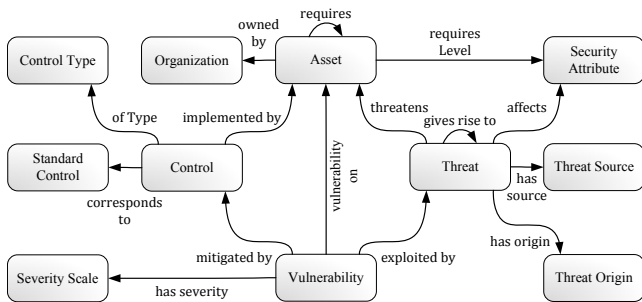 requires
owned
by
requires
Level
Control Type
Organization
Asset
Security
Attribute
of Type
implemented by
threatens
gives rise to
affects
Standard
Control
Control
vulnerability
on
Threat
Threat Source
has
source
corresponds
to
has origin
mitigated by
exploited by
Severity Scale
has severity
Vulnerability
Threat Origin